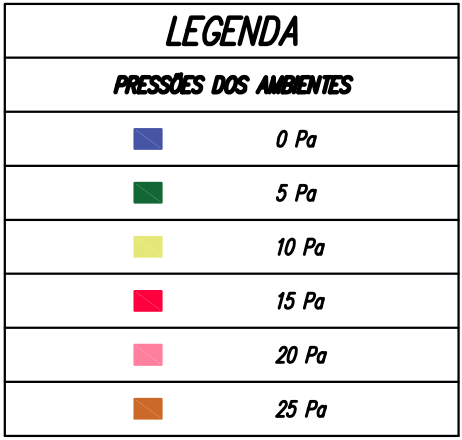 LEGENDA
PRESSÕES DOS AMBIENTES
0 Pa
5 Pa
10 Pa
15 Pa
20 Pa
25 Pa